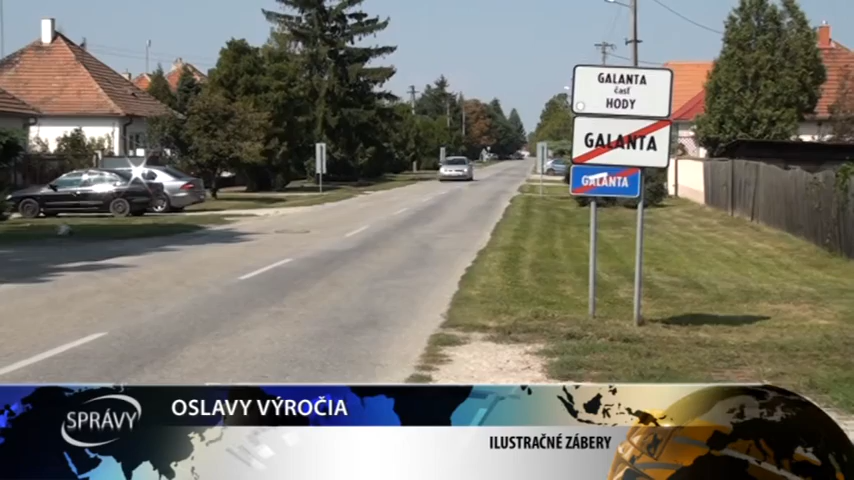 GALANTA
časť
HODY
GALANTA
GALANTA
SPRÁVY
OSLAVY VÝROČIA
ILUSTRAČNÉ ZÁBERY